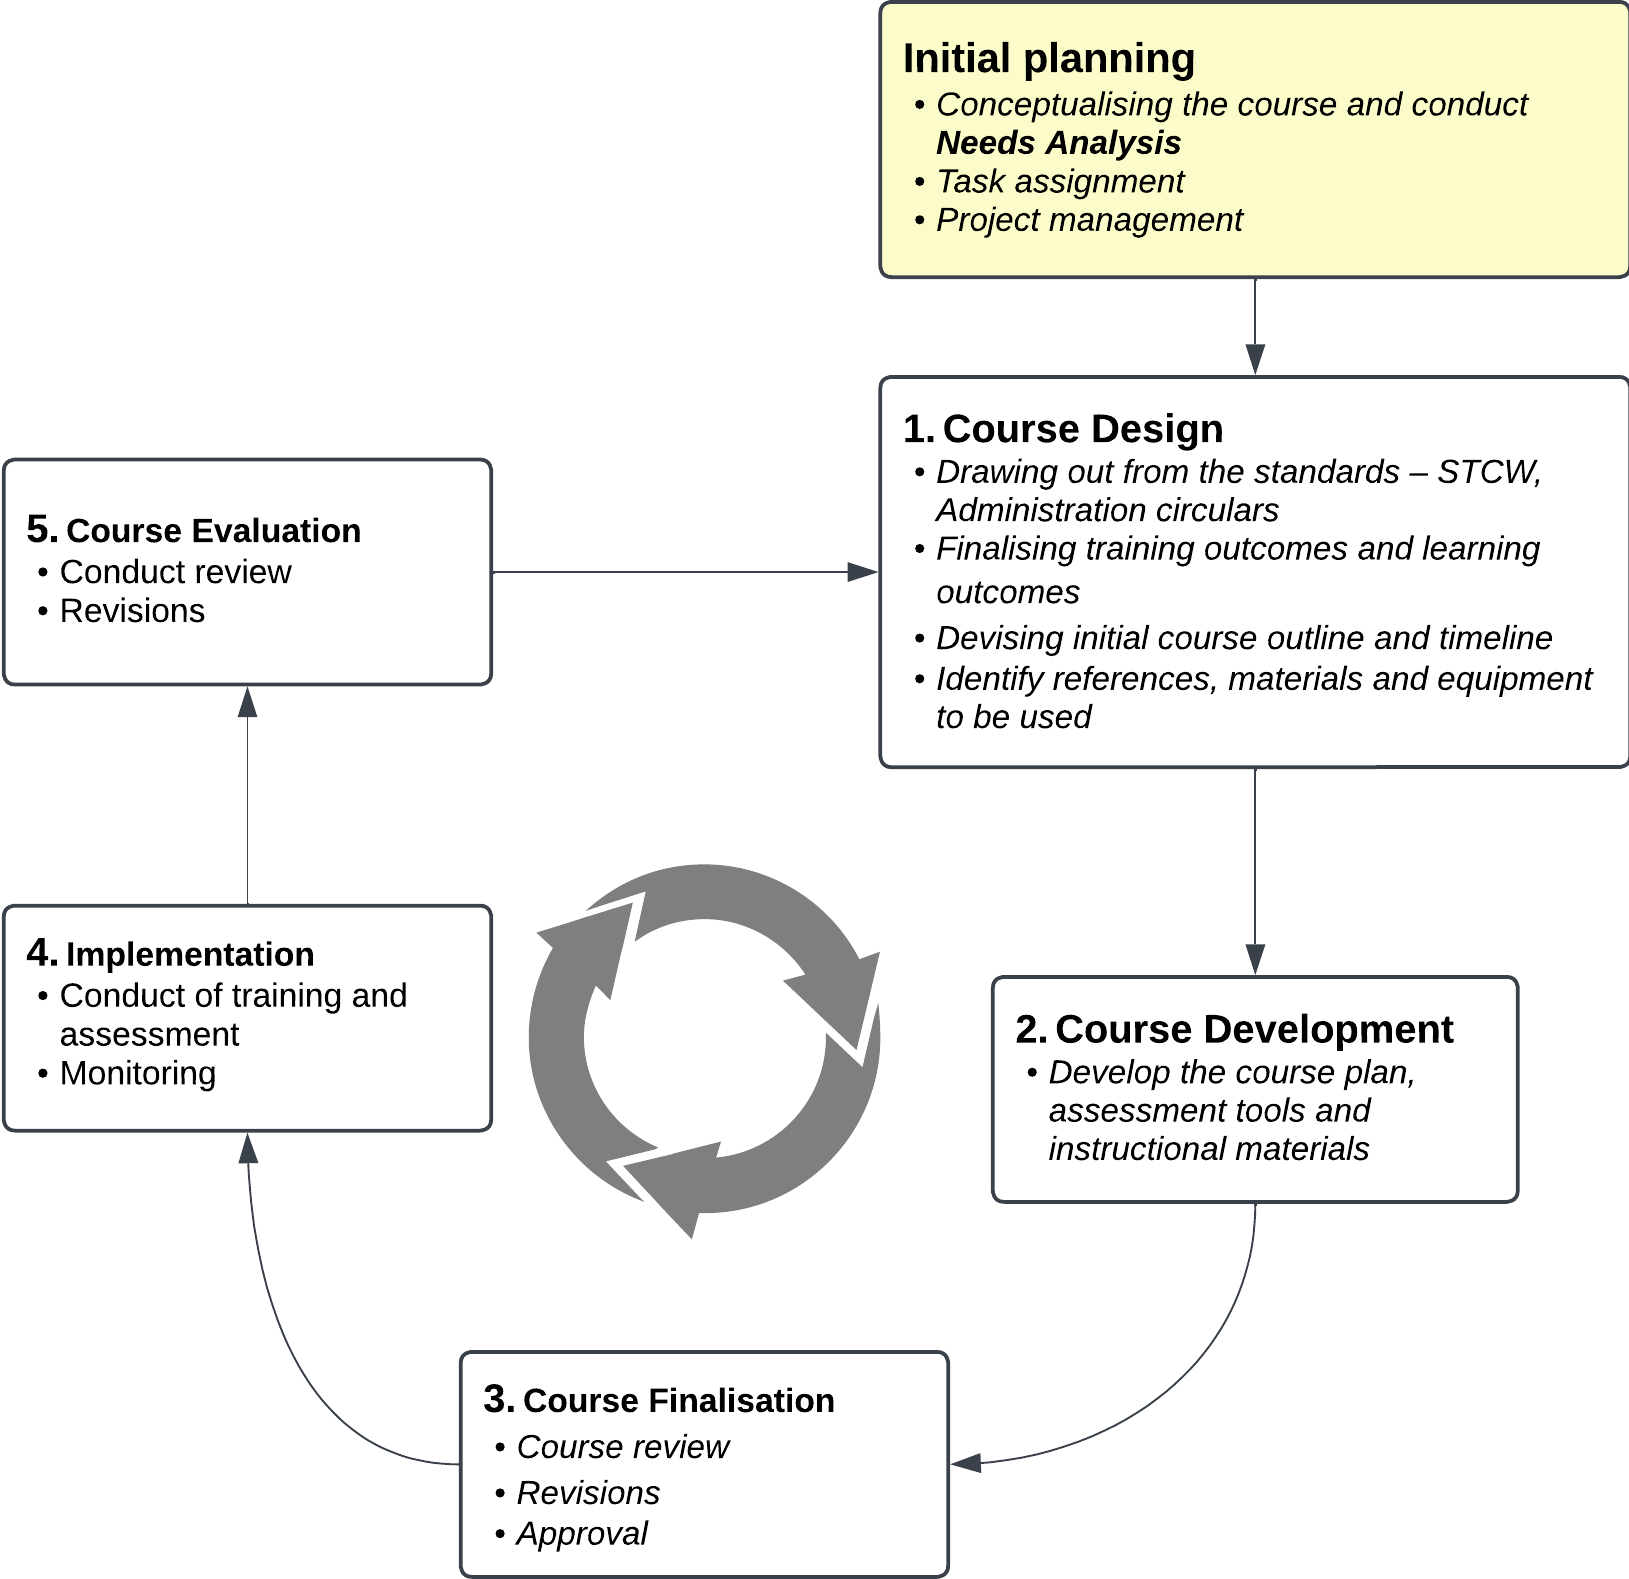 Initial planning
• Conceptualising the course and conduct
Needs Analysis
• Task assignment
• Project management
1. Course Design
• Drawing out from the standards – STCW,
Administration circulars
• Finalising training outcomes and learning
outcomes
• Devising initial course outline and timeline
• Identify references, materials and equipment
to be used
2. Course Development
• Develop the course plan,
assessment tools and
instructional materials
3. Course Finalisation
• Course review
• Revisions
• Approval
4. Implementation
• Conduct of training and
assessment
• Monitoring
5. Course Evaluation
• Conduct review
• Revisions